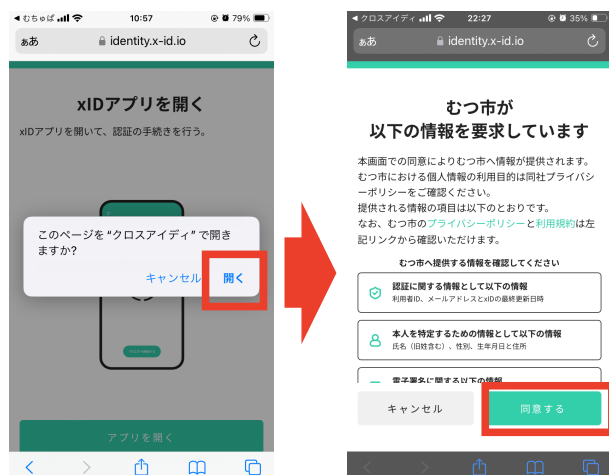 ◀むちゅぱ
10:57
79%
ぁあ
identity.x-id.io
xIDアプリを開く
xIDアプリを開いて、認証の手続きを行う。
このページを“クロスアイディ”で開き
ますか?
キャンセル
開く
アプリを開く
◀クロスアイディ
22:27
35%
ぁあ
identity.x-id.io
むつ市が
以下の情報を要求しています
本画面での同意によりむつ市へ情報が提供されます。
むつ市における個人情報の利用目的は同社プライバシ
ーポリシーをご確認ください。
提供される情報の項目は以下のとおりです。
なお、むつ市のプライバシーポリシーと利用規約は左
記リンクから確認いただけます。
むつ市へ提供する情報を確認してください
認証に関する情報として以下の情報
利用者ID、メールアドレスとxIDの最終更新日時
本人を特定するための情報として以下の情報
氏名（旧姓含む）、性別、生年月日と住所
電子署名に関する以下の情報
キャンセル
同意する